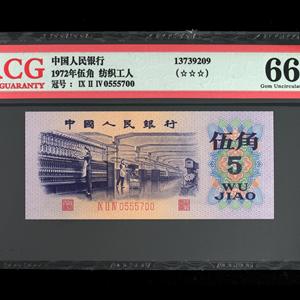 ACG
GUARANTY
中国人民银行
1972年伍角 纺织工人
冠号： IX II IV 0555700
13739209
(☆☆☆)
66
Gem Uncirculated
中国人民银行
伍角
5
WU
JIAO
IX II IV 0555700